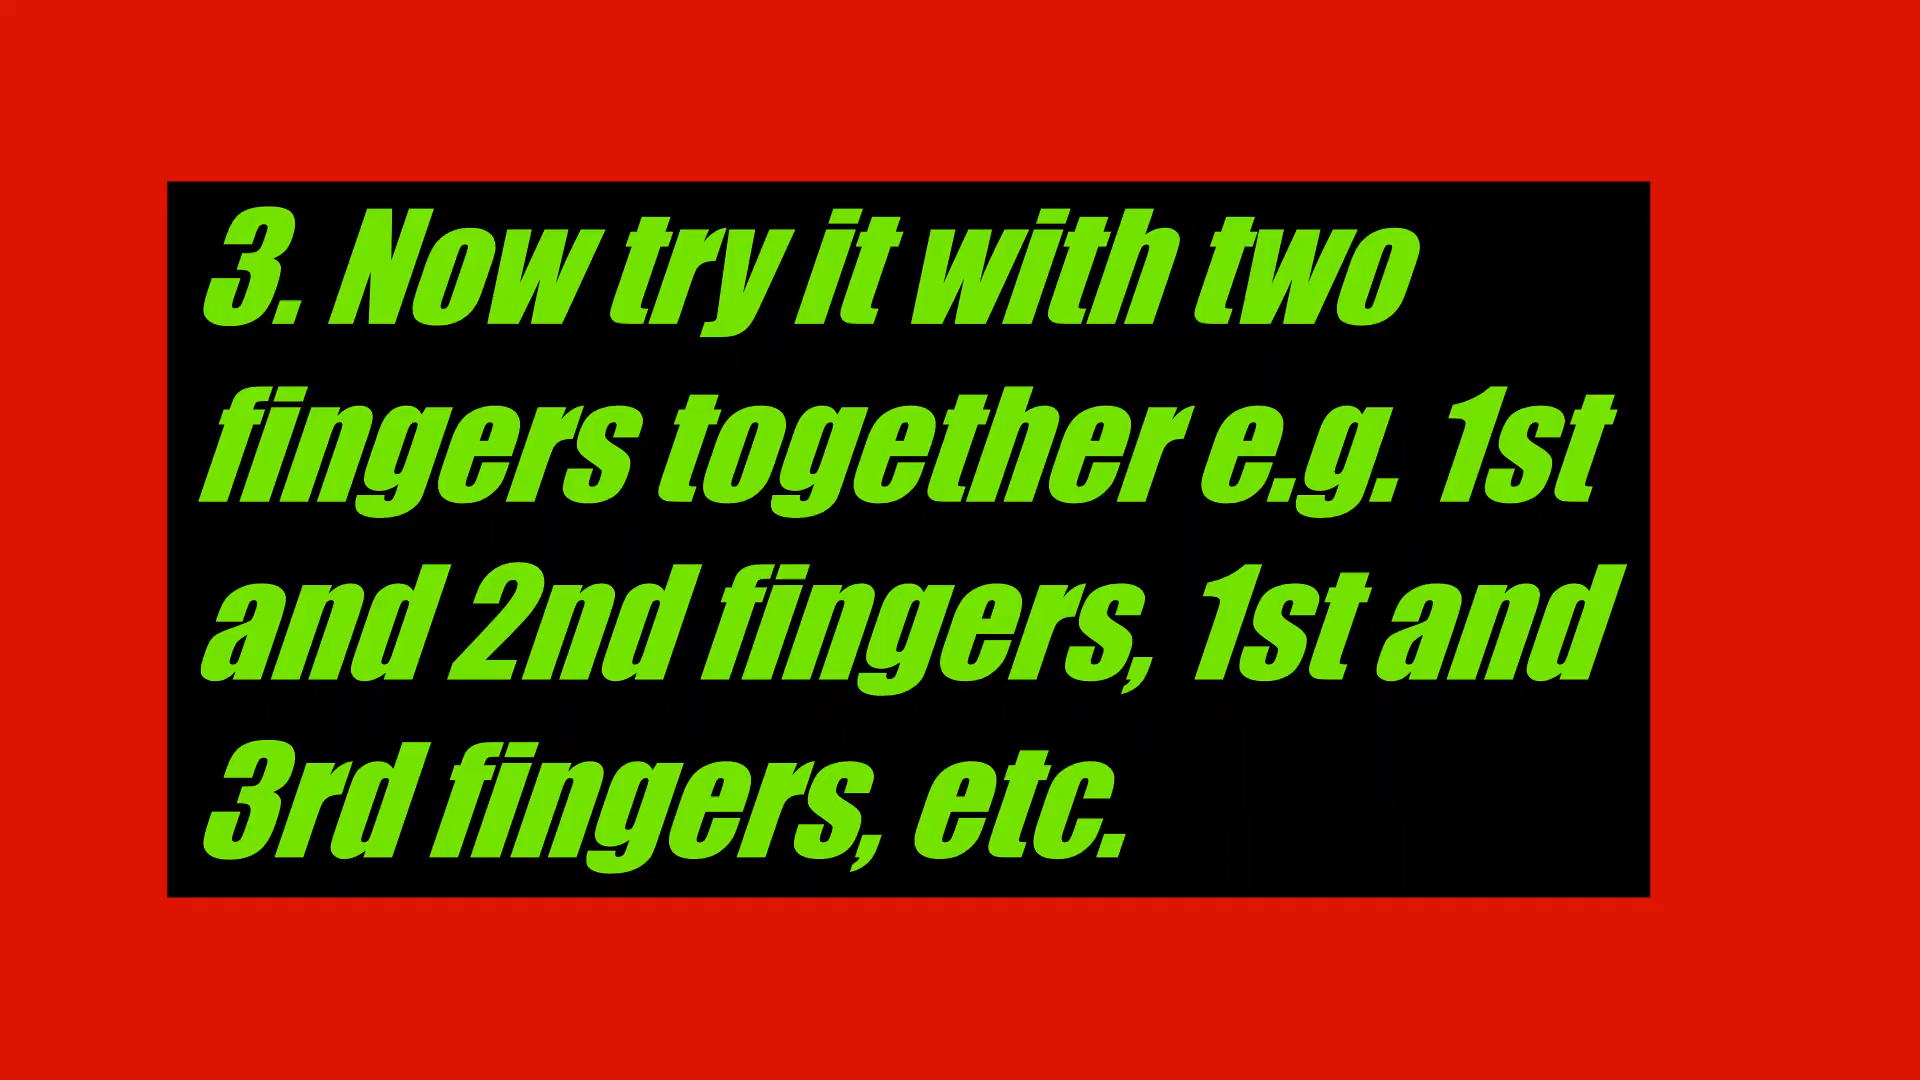 3. Now try it with two
fingers together e.g. 1st
and 2nd fingers, 1st and
3rd fingers, etc.